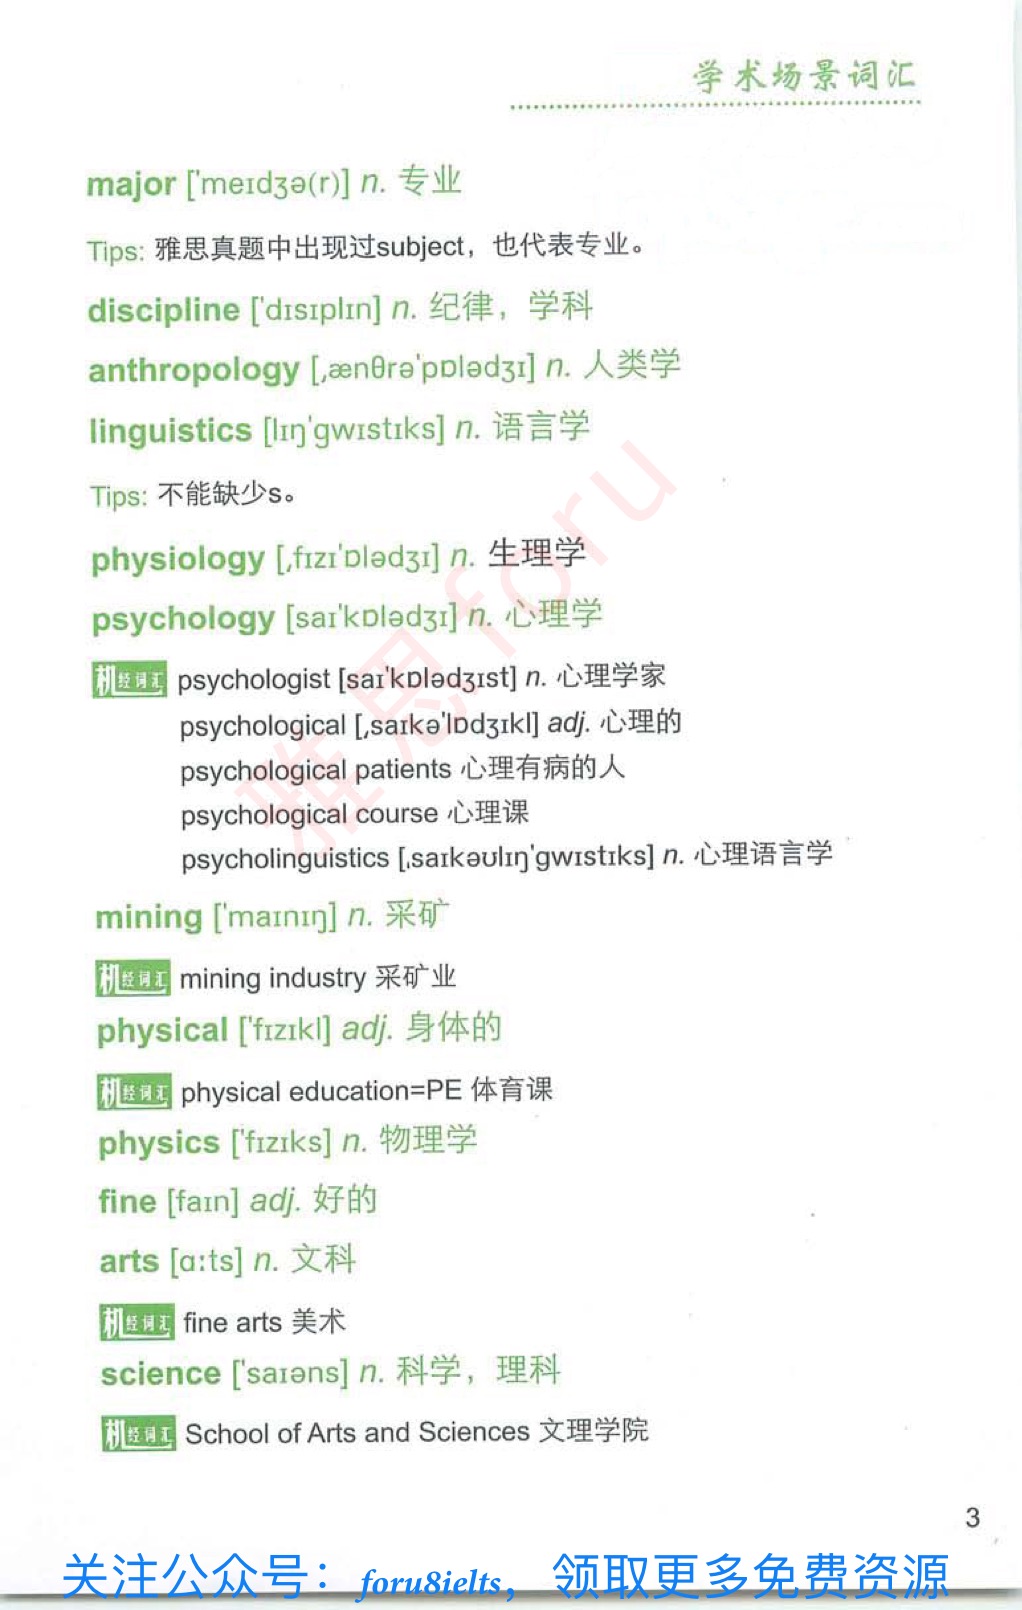 学术场景词汇
major ['meɪdʒə(r)] n. 专业
Tips: 雅思真题中出现过subject，也代表专业。
discipline ['dɪsɪplɪn] n. 纪律，学科
anthropology [ˌænθrə'pɒlədʒɪ] n. 人类学
linguistics [lɪŋ'gwɪstɪks] n. 语言学
Tips: 不能缺少s。
physiology [ˌfɪzɪ'ɒlədʒɪ] n. 生理学
psychology [saɪ'kɒlədʒɪ] n. 心理学
机经词汇 psychologist [saɪ'kɒlədʒɪst] n. 心理学家
psychological [ˌsaɪkə'lɒdʒɪkl] adj. 心理的
psychological patients 心理有病的人
psychological course 心理课
psycholinguistics [ˌsaɪkəʊlɪŋ'gwɪstɪks] n. 心理语言学
mining ['maɪnɪŋ] n. 采矿
机经词汇 mining industry 采矿业
physical ['fɪzɪkl] adj. 身体的
机经词汇 physical education=PE 体育课
physics ['fɪzɪks] n. 物理学
fine [faɪn] adj. 好的
arts [ɑːts] n. 文科
机经词汇 fine arts 美术
science ['saɪəns] n. 科学，理科
机经词汇 School of Arts and Sciences 文理学院
雅思foru
3
关注公众号：foru8ielts，领取更多免费资源